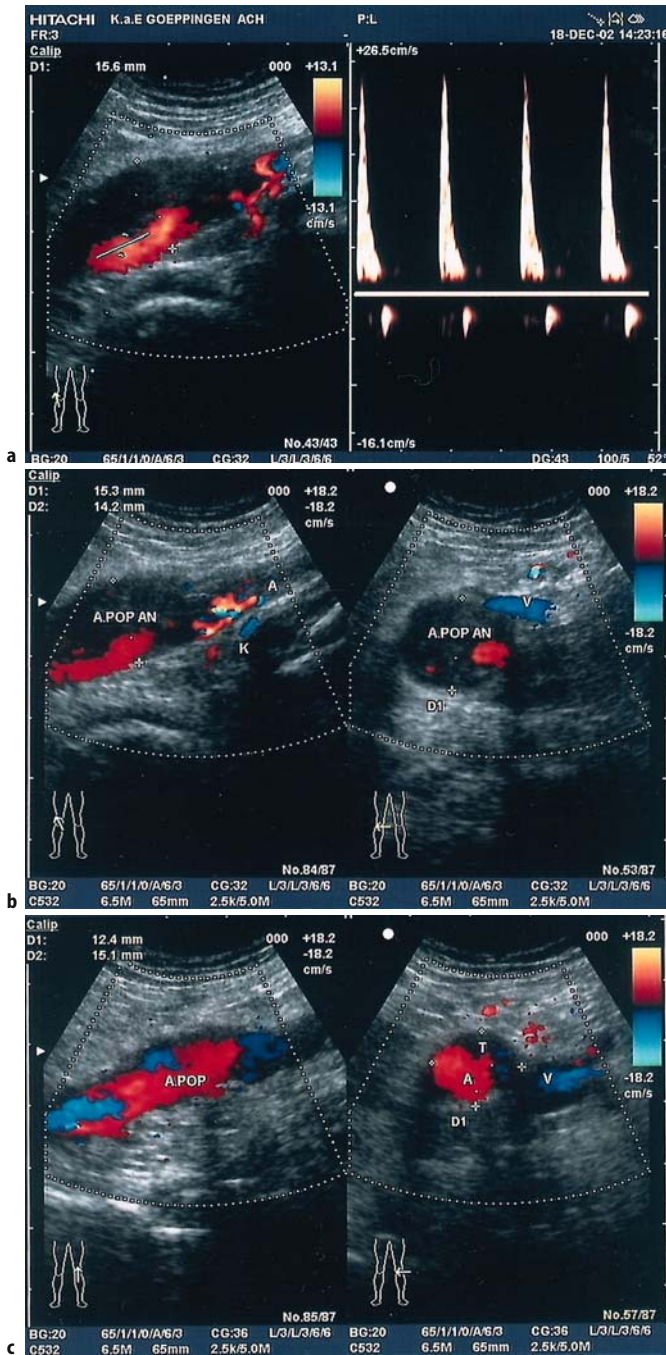 HITACHI K.a.E GOEPPINGEN ACH P:L
FR:3 18-DEC-02 14:23:16
Calip
D1: 15.6 mm 000 +13.1
-13.1
cm/s
+26.5cm/s
-16.1cm/s
No.43/43
BG:20 65/1/1/0/A/6/3 CG:32 L/3/L/3/6/6 DG:43 100/5 52°
a
Calip
D1: 15.3 mm 000 +18.2
D2: 14.2 mm -18.2
cm/s
000 +18.2
A
A.POP AN
K
V
A.POP AN
D1
-18.2
cm/s
No.84/87
No.53/87
BG:20 65/1/1/0/A/6/3 CG:32 L/3/L/3/6/6
C532 6.5M 65mm 2.5k/5.0M
BG:20 65/1/1/0/A/6/3 CG:32 L/3/L/3/6/6
C532 6.5M 65mm 2.5k/5.0M
b
Calip
D1: 12.4 mm 000 +18.2
D2: 15.1 mm -18.2
cm/s
000 +18.2
A.POP
T
A
V
D1
-18.2
cm/s
No.85/87
No.57/87
BG:20 65/1/1/0/A/6/3 CG:36 L/3/L/3/6/6
C532 6.5M 65mm 2.5k/5.0M
BG:20 65/1/1/0/A/6/3 CG:36 L/3/L/3/6/6
C532 6.5M 65mm 2.5k/5.0M
c